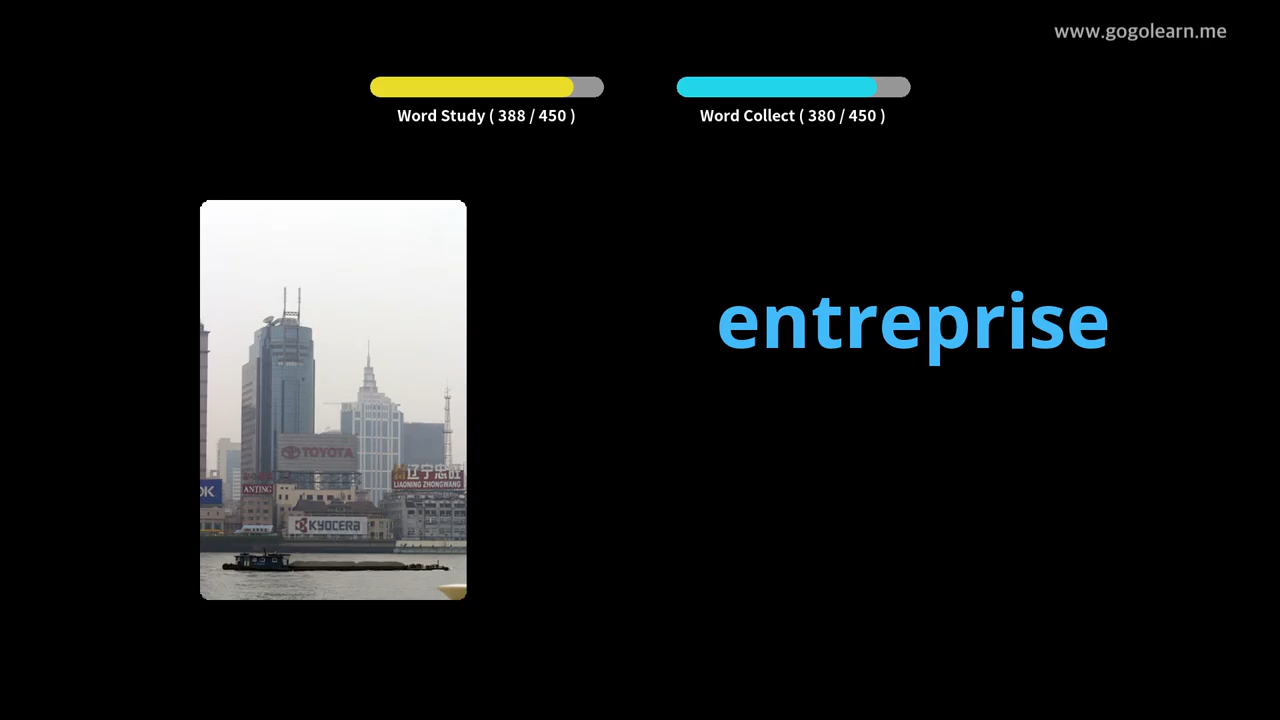 www.gogolearn.me
Word Study ( 388 / 450 )
Word Collect ( 380 / 450 )
entreprise
TOYOTA
辽宁忠旺
LIAONING ZHONGWANG
OK
ANTING
KYOCERA